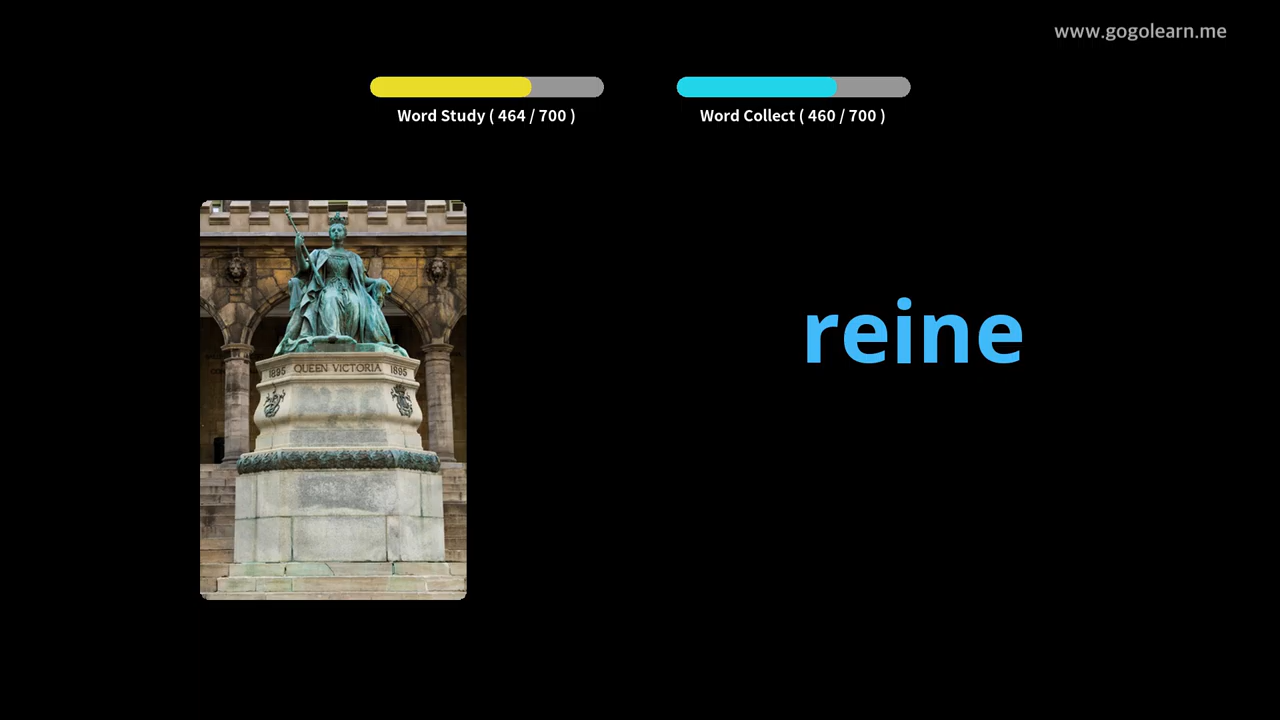 www.gogolearn.me
Word Study ( 464 / 700 )
Word Collect ( 460 / 700 )
1895 QUEEN VICTORIA 1895
reine